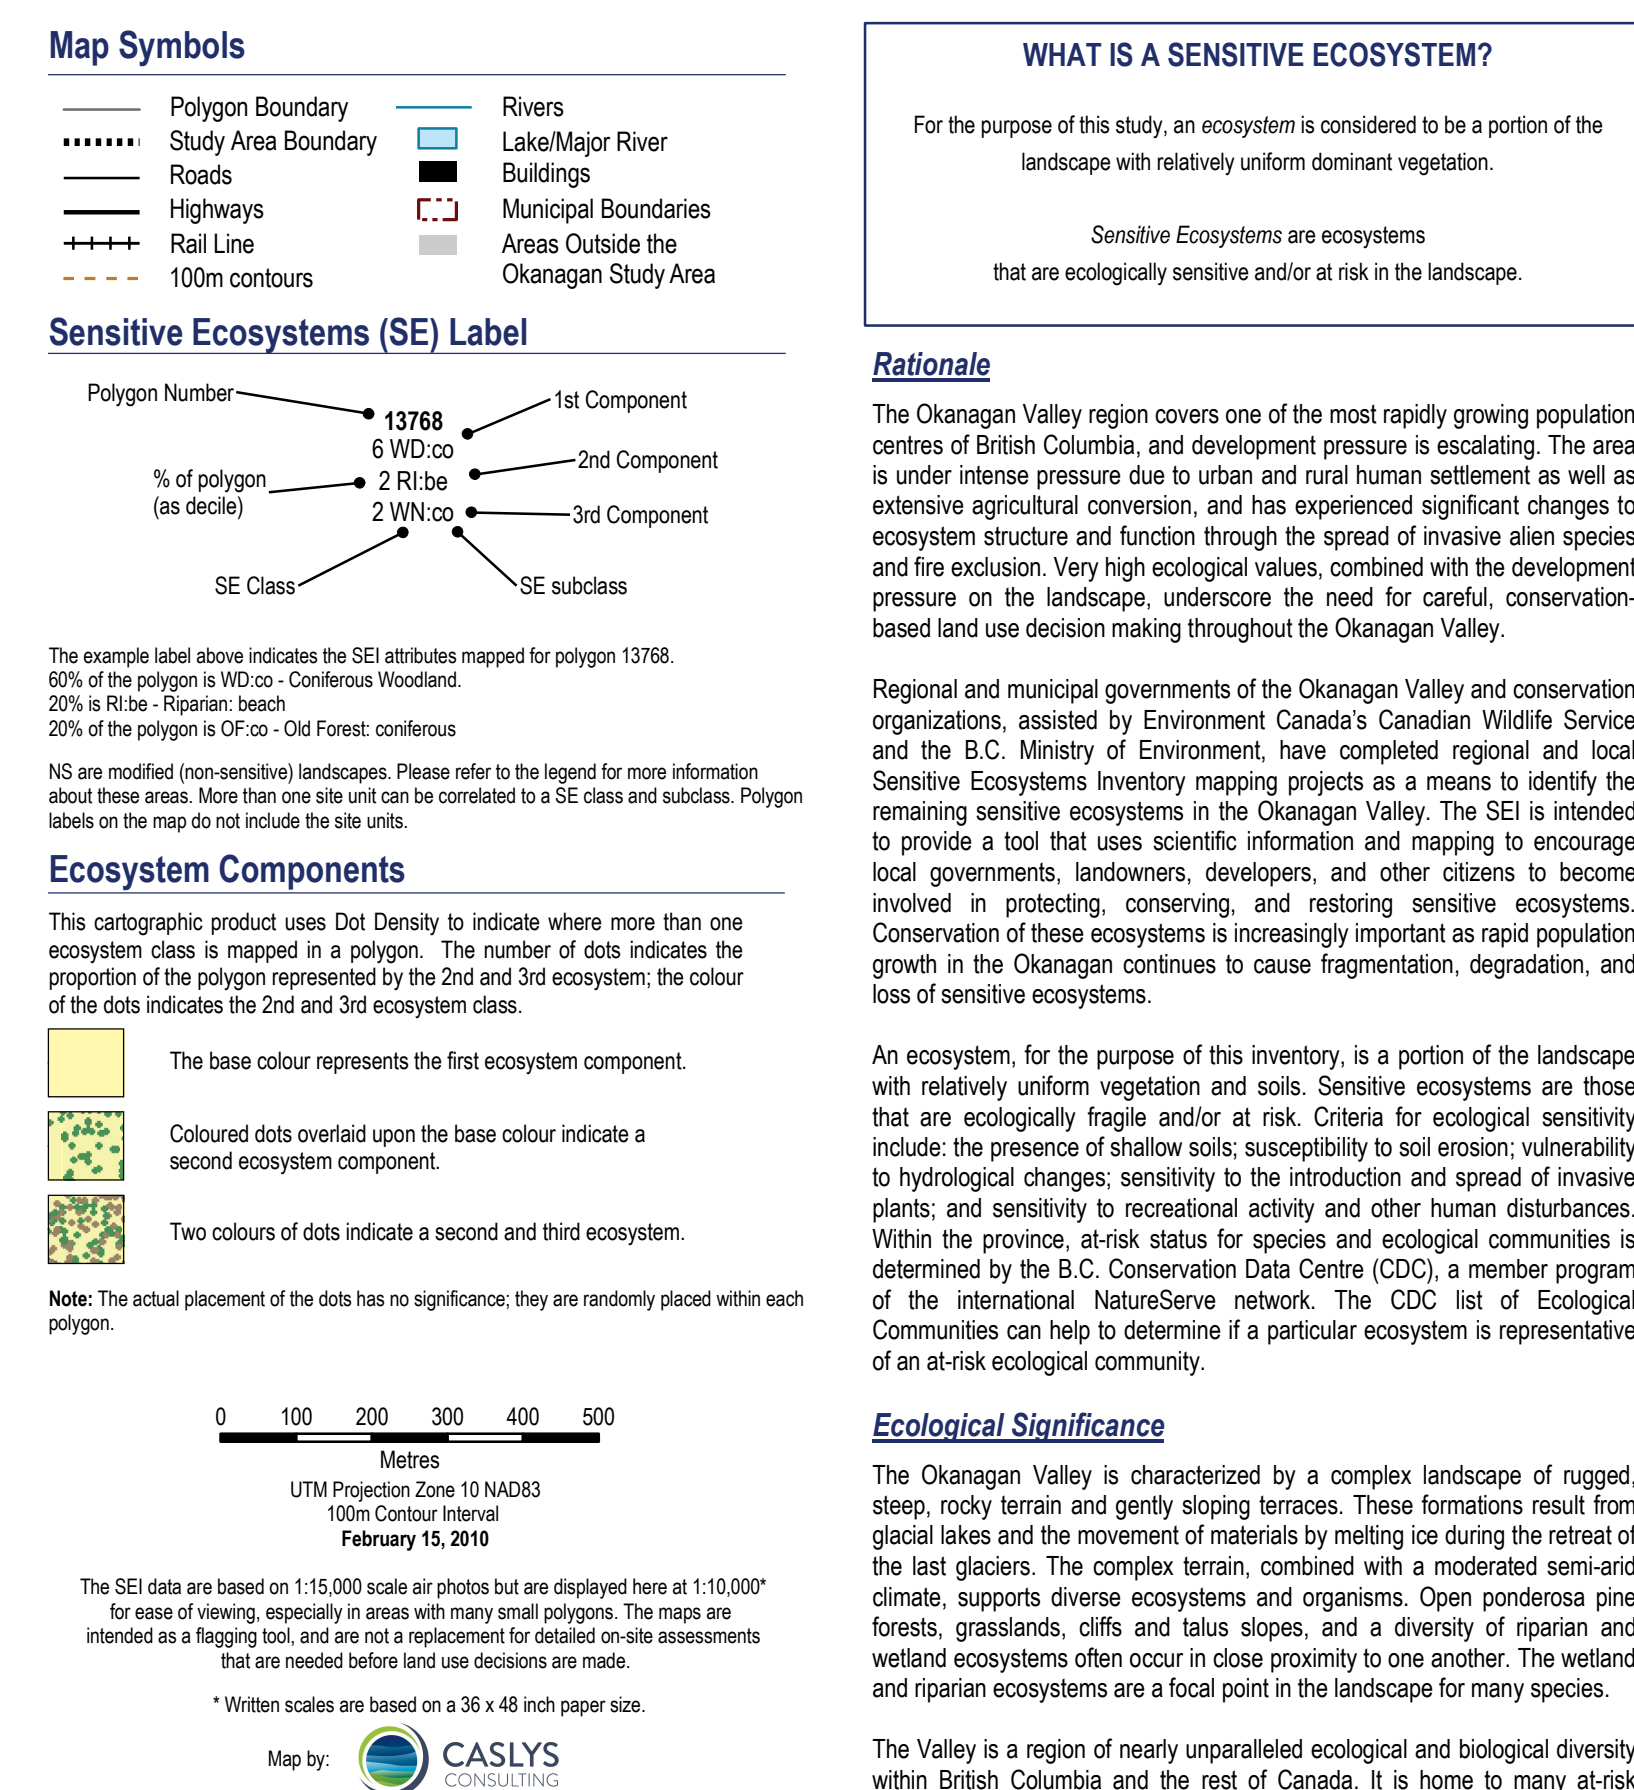 Map Symbols
Polygon Boundary
Study Area Boundary
Roads
Highways
Rail Line
100m contours
Rivers
Lake/Major River
Buildings
Municipal Boundaries
Areas Outside the
Okanagan Study Area
Sensitive Ecosystems (SE) Label
Polygon Number
13768
1st Component
6 WD:co
2nd Component
% of polygon
(as decile)
2 RI:be
2 WN:co
3rd Component
SE Class
SE subclass
The example label above indicates the SEI attributes mapped for polygon 13768.
60% of the polygon is WD:co - Coniferous Woodland.
20% is RI:be - Riparian: beach
20% of the polygon is OF:co - Old Forest: coniferous
NS are modified (non-sensitive) landscapes. Please refer to the legend for more information
about these areas. More than one site unit can be correlated to a SE class and subclass. Polygon
labels on the map do not include the site units.
Ecosystem Components
This cartographic product uses Dot Density to indicate where more than one
ecosystem class is mapped in a polygon. The number of dots indicates the
proportion of the polygon represented by the 2nd and 3rd ecosystem; the colour
of the dots indicates the 2nd and 3rd ecosystem class.
The base colour represents the first ecosystem component.
Coloured dots overlaid upon the base colour indicate a
second ecosystem component.
Two colours of dots indicate a second and third ecosystem.
Note: The actual placement of the dots has no significance; they are randomly placed within each
polygon.
0 100 200 300 400 500
Metres
UTM Projection Zone 10 NAD83
100m Contour Interval
February 15, 2010
The SEI data are based on 1:15,000 scale air photos but are displayed here at 1:10,000*
for ease of viewing, especially in areas with many small polygons. The maps are
intended as a flagging tool, and are not a replacement for detailed on-site assessments
that are needed before land use decisions are made.
* Written scales are based on a 36 x 48 inch paper size.
Map by:
CASLYS
CONSULTING
WHAT IS A SENSITIVE ECOSYSTEM?
For the purpose of this study, an ecosystem is considered to be a portion of the
landscape with relatively uniform dominant vegetation.
Sensitive Ecosystems are ecosystems
that are ecologically sensitive and/or at risk in the landscape.
Rationale
The Okanagan Valley region covers one of the most rapidly growing population
centres of British Columbia, and development pressure is escalating. The area
is under intense pressure due to urban and rural human settlement as well as
extensive agricultural conversion, and has experienced significant changes to
ecosystem structure and function through the spread of invasive alien species
and fire exclusion. Very high ecological values, combined with the development
pressure on the landscape, underscore the need for careful, conservation-
based land use decision making throughout the Okanagan Valley.
Regional and municipal governments of the Okanagan Valley and conservation
organizations, assisted by Environment Canada's Canadian Wildlife Service
and the B.C. Ministry of Environment, have completed regional and local
Sensitive Ecosystems Inventory mapping projects as a means to identify the
remaining sensitive ecosystems in the Okanagan Valley. The SEI is intended
to provide a tool that uses scientific information and mapping to encourage
local governments, landowners, developers, and other citizens to become
involved in protecting, conserving, and restoring sensitive ecosystems.
Conservation of these ecosystems is increasingly important as rapid population
growth in the Okanagan continues to cause fragmentation, degradation, and
loss of sensitive ecosystems.
An ecosystem, for the purpose of this inventory, is a portion of the landscape
with relatively uniform vegetation and soils. Sensitive ecosystems are those
that are ecologically fragile and/or at risk. Criteria for ecological sensitivity
include: the presence of shallow soils; susceptibility to soil erosion; vulnerability
to hydrological changes; sensitivity to the introduction and spread of invasive
plants; and sensitivity to recreational activity and other human disturbances.
Within the province, at-risk status for species and ecological communities is
determined by the B.C. Conservation Data Centre (CDC), a member program
of the international NatureServe network. The CDC list of Ecological
Communities can help to determine if a particular ecosystem is representative
of an at-risk ecological community.
Ecological Significance
The Okanagan Valley is characterized by a complex landscape of rugged,
steep, rocky terrain and gently sloping terraces. These formations result from
glacial lakes and the movement of materials by melting ice during the retreat of
the last glaciers. The complex terrain, combined with a moderated semi-arid
climate, supports diverse ecosystems and organisms. Open ponderosa pine
forests, grasslands, cliffs and talus slopes, and a diversity of riparian and
wetland ecosystems often occur in close proximity to one another. The wetland
and riparian ecosystems are a focal point in the landscape for many species.
The Valley is a region of nearly unparalleled ecological and biological diversity
within British Columbia and the rest of Canada. It is home to many at-risk